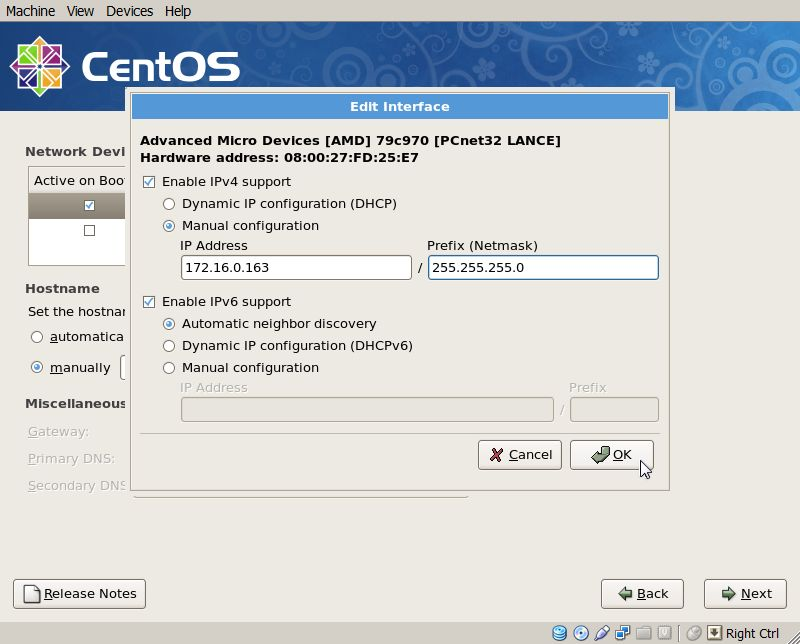 Machine View Devices Help
CentOS
Edit Interface
Advanced Micro Devices [AMD] 79c970 [PCnet32 LANCE]
Hardware address: 08:00:27:FD:25:E7
Enable IPv4 support
Dynamic IP configuration (DHCP)
Manual configuration
IP Address Prefix (Netmask)
172.16.0.163 / 255.255.255.0
Enable IPv6 support
Automatic neighbor discovery
Dynamic IP configuration (DHCPv6)
Manual configuration
IP Address Prefix
/
Cancel OK
Network Devi
Active on Boo
Hostname
Set the hostnar
automatica
manually
Miscellaneous
Gateway:
Primary DNS:
Secondary DNS
Release Notes Back Next
Right Ctrl